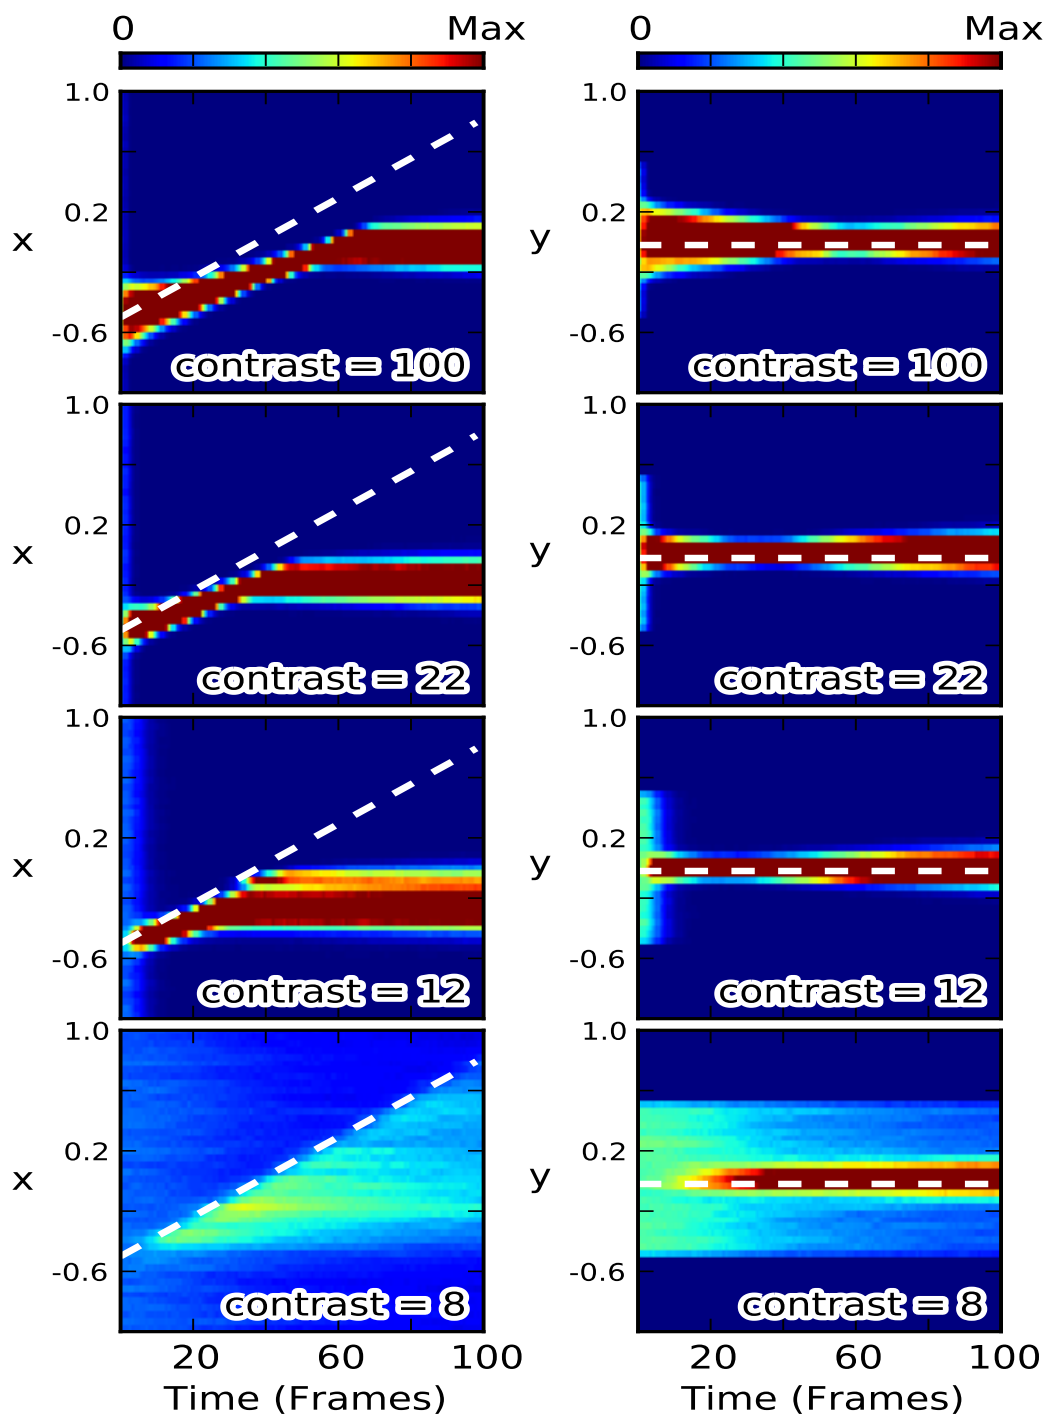 0 Max 0 Max
1.0 1.0
0.2 0.2
x y
-0.6 -0.6
contrast = 100 contrast = 100
1.0 1.0
0.2 0.2
x y
-0.6 -0.6
contrast = 22 contrast = 22
1.0 1.0
0.2 0.2
x y
-0.6 -0.6
contrast = 12 contrast = 12
1.0 1.0
0.2 0.2
x y
-0.6 -0.6
contrast = 8 contrast = 8
20 60 100 20 60 100
Time (Frames) Time (Frames)